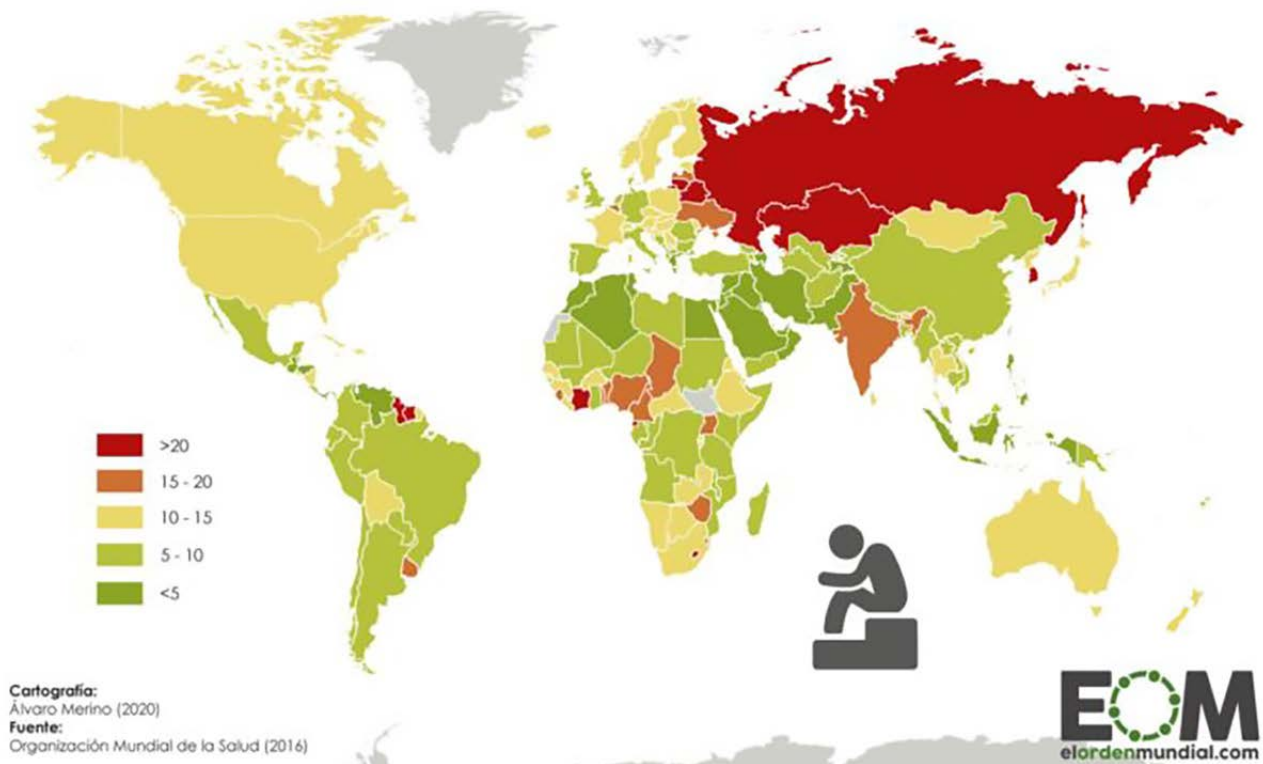 >20
15 - 20
10 - 15
5 - 10
<5
Cartografía:
Álvaro Merino (2020)
Fuente:
Organización Mundial de la Salud (2016)
EOM
elordenmundial.com